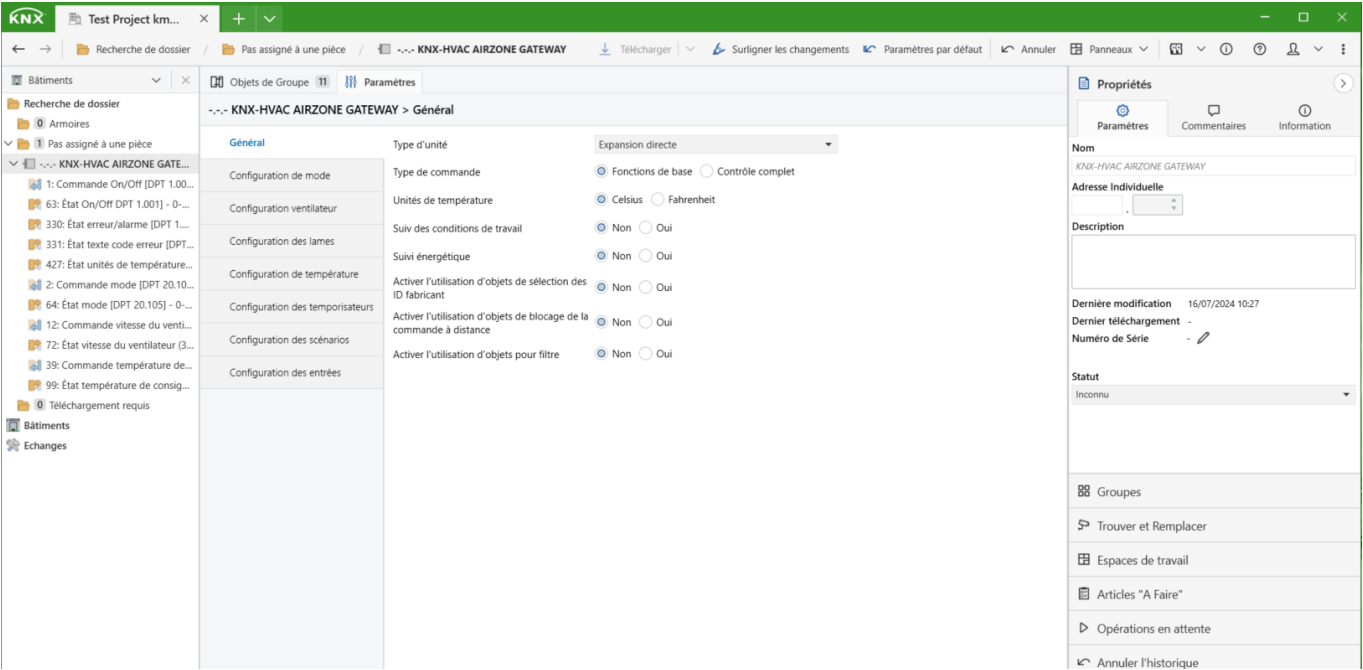 KNX
Test Project km...
Recherche de dossier / Pas assigné à une pièce / -.-.- KNX-HVAC AIRZONE GATEWAY
Télécharger
Surligner les changements
Paramètres par défaut
Annuler
Panneaux
Bâtiments
Recherche de dossier
0 Armoires
1 Pas assigné à une pièce
-.-.- KNX-HVAC AIRZONE GATE...
1: Commande On/Off [DPT 1.00...
63: État On/Off DPT 1.001] - 0-...
330: État erreur/alarme [DPT 1....
331: État texte code erreur [DPT...
427: État unités de température...
2: Commande mode [DPT 20.10...
64: État mode [DPT 20.105] - 0-...
12: Commande vitesse du venti...
72: État vitesse du ventilateur (3...
39: Commande température de...
99: État température de consig...
0 Téléchargement requis
Bâtiments
Echanges
Objets de Groupe 11
Paramètres
-.-.- KNX-HVAC AIRZONE GATEWAY > Général
Général
Configuration de mode
Configuration ventilateur
Configuration des lames
Configuration de température
Configuration des temporisateurs
Configuration des scénarios
Configuration des entrées
Type d'unité Expansion directe
Type de commande Fonctions de base Contrôle complet
Unités de température Celsius Fahrenheit
Suiv des conditions de travail Non Oui
Suivi énergétique Non Oui
Activer l'utilisation d'objets de sélection des
ID fabricant Non Oui
Activer l'utilisation d'objets de blocage de la
commande à distance Non Oui
Activer l'utilisation d'objets pour filtre Non Oui
Propriétés
Paramètres Commentaires Information
Nom
KNX-HVAC AIRZONE GATEWAY
Adresse Individuelle
.
Description
Dernière modification 16/07/2024 10:27
Dernier téléchargement -
Numéro de Série -
Statut
Inconnu
Groupes
Trouver et Remplacer
Espaces de travail
Articles "A Faire"
Opérations en attente
Annuler l'historique